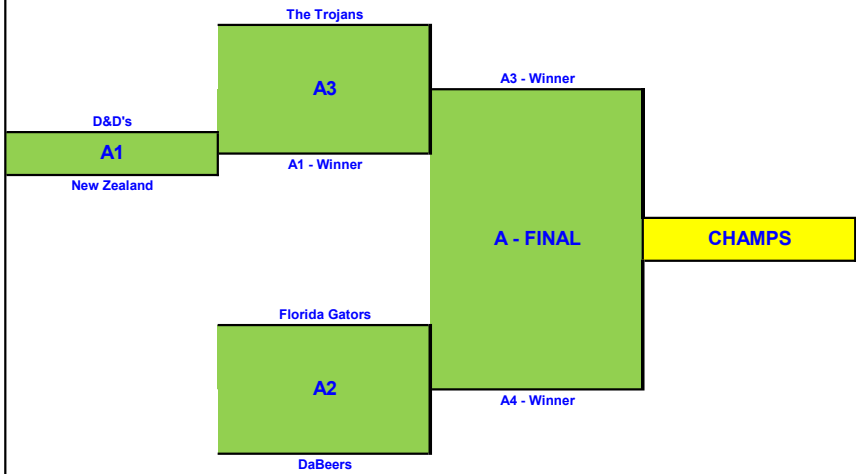 The Trojans
A3
A3 - Winner
D&D's
A1
A1 - Winner
New Zealand
A - FINAL
CHAMPS
Florida Gators
A2
A4 - Winner
DaBeers